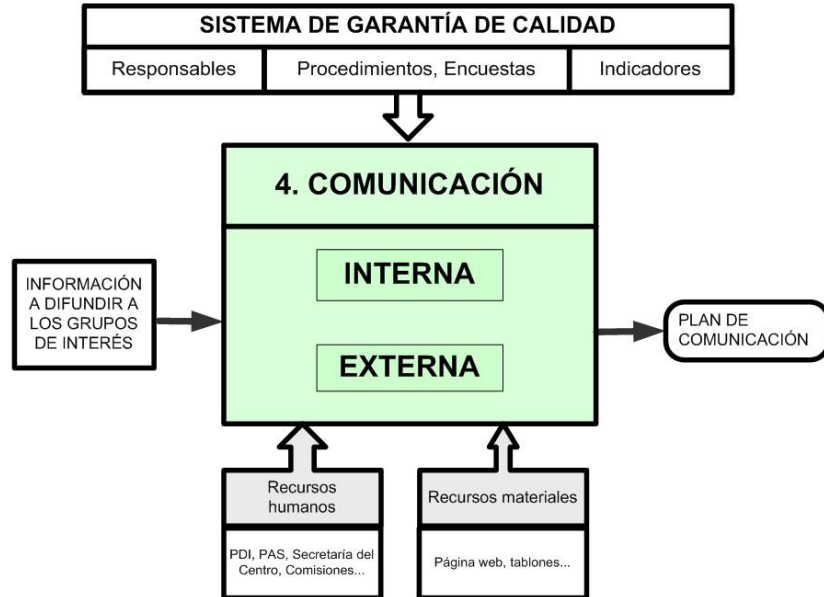 SISTEMA DE GARANTÍA DE CALIDAD
Responsables
Procedimientos, Encuestas
Indicadores
4. COMUNICACIÓN
INFORMACIÓN
A DIFUNDIR A
LOS GRUPOS
DE INTERÉS
INTERNA
EXTERNA
PLAN DE
COMUNICACIÓN
Recursos
humanos
PDI, PAS, Secretaría del
Centro, Comisiones...
Recursos materiales
Página web, tablones...